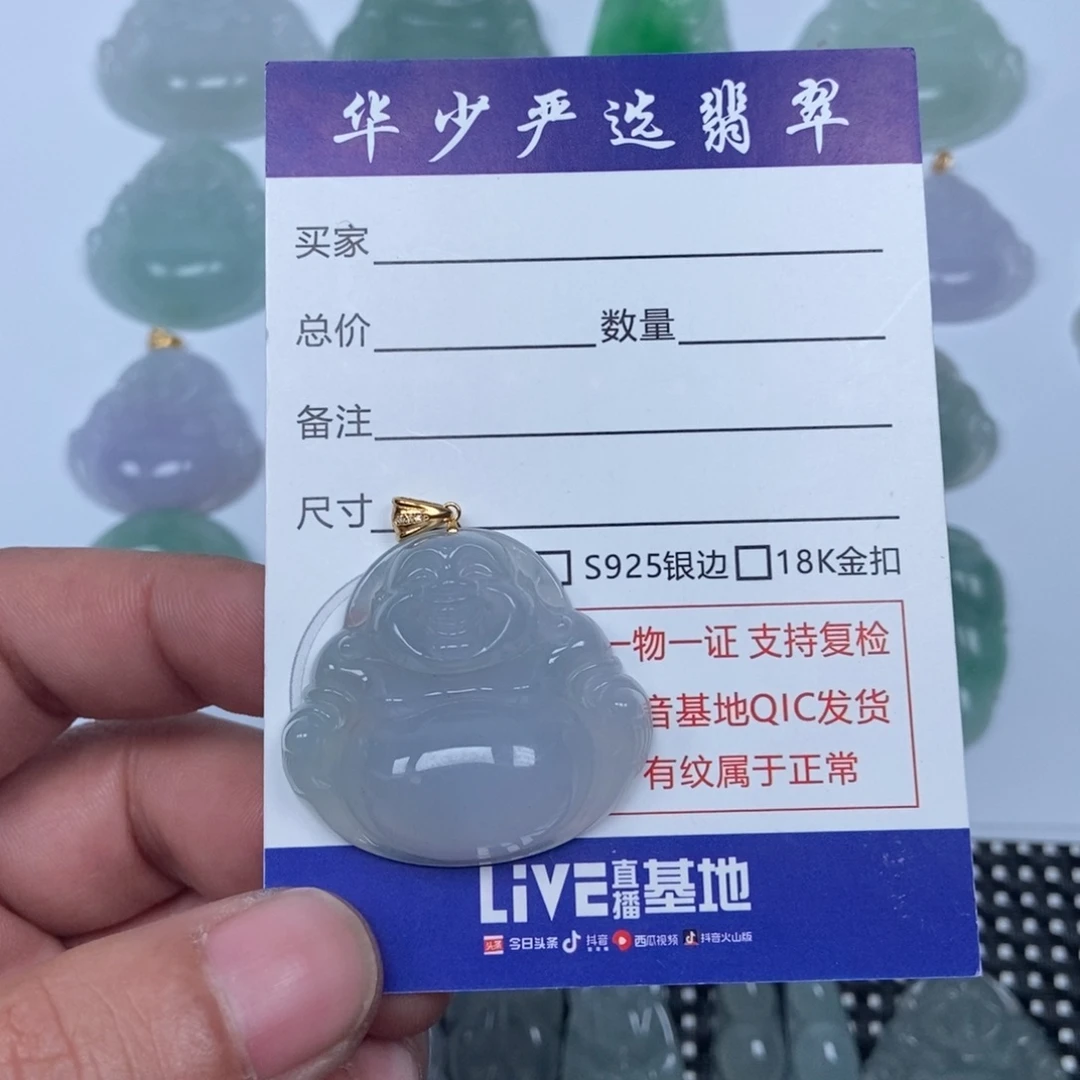 华少严选翡翠
买家
总价 数量
备注
尺寸
S925银边 18K金扣
一物一证 支持复检
音基地QIC发货
有纹属于正常
LiVE直播基地
头条 今日头条 抖音 西瓜视频 抖音火山版